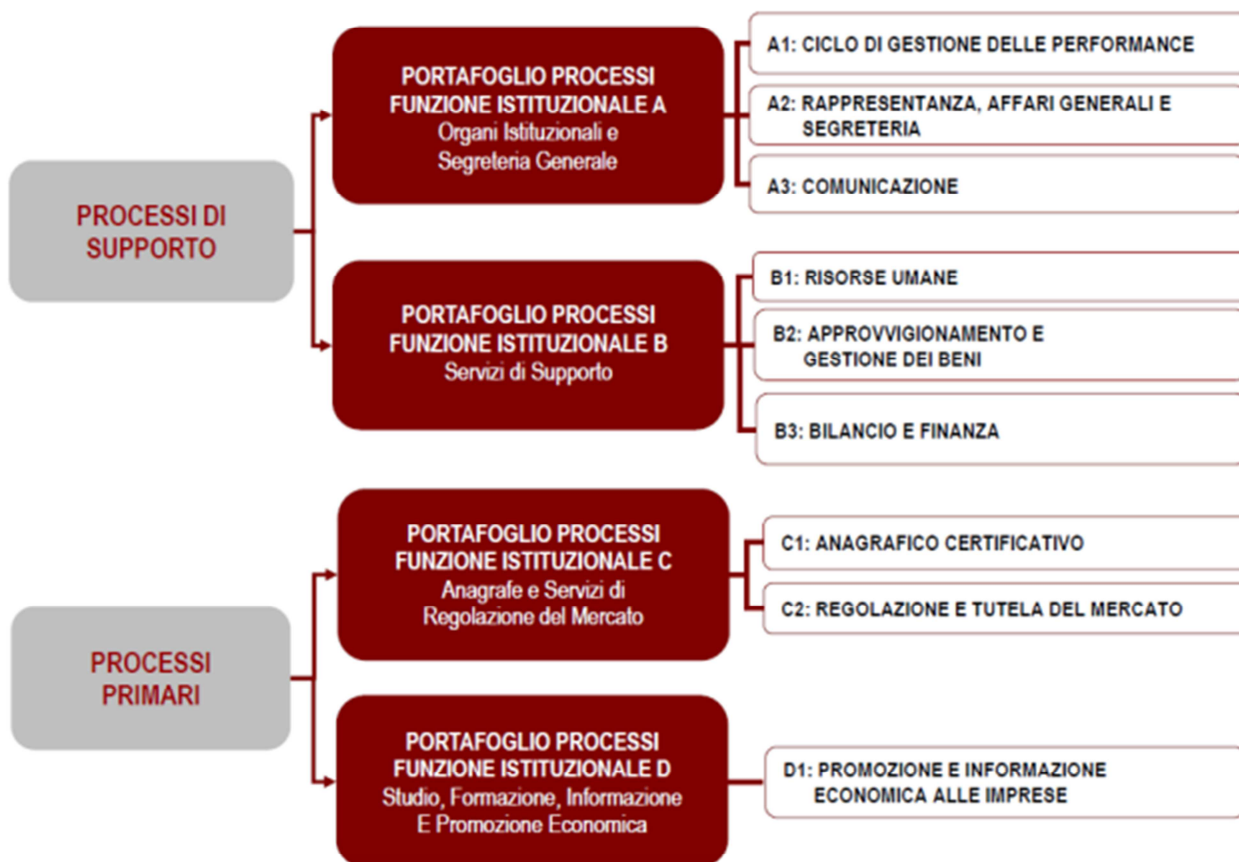 PROCESSI DI
SUPPORTO
PORTAFOGLIO PROCESSI
FUNZIONE ISTITUZIONALE A
Organi Istituzionali e
Segreteria Generale
A1: CICLO DI GESTIONE DELLE PERFORMANCE
A2: RAPPRESENTANZA, AFFARI GENERALI E
SEGRETERIA
A3: COMUNICAZIONE
PORTAFOGLIO PROCESSI
FUNZIONE ISTITUZIONALE B
Servizi di Supporto
B1: RISORSE UMANE
B2: APPROVVIGIONAMENTO E
GESTIONE DEI BENI
B3: BILANCIO E FINANZA
PROCESSI
PRIMARI
PORTAFOGLIO PROCESSI
FUNZIONE ISTITUZIONALE C
Anagrafe e Servizi di
Regolazione del Mercato
C1: ANAGRAFICO CERTIFICATIVO
C2: REGOLAZIONE E TUTELA DEL MERCATO
PORTAFOGLIO PROCESSI
FUNZIONE ISTITUZIONALE D
Studio, Formazione, Informazione
E Promozione Economica
D1: PROMOZIONE E INFORMAZIONE
ECONOMICA ALLE IMPRESE